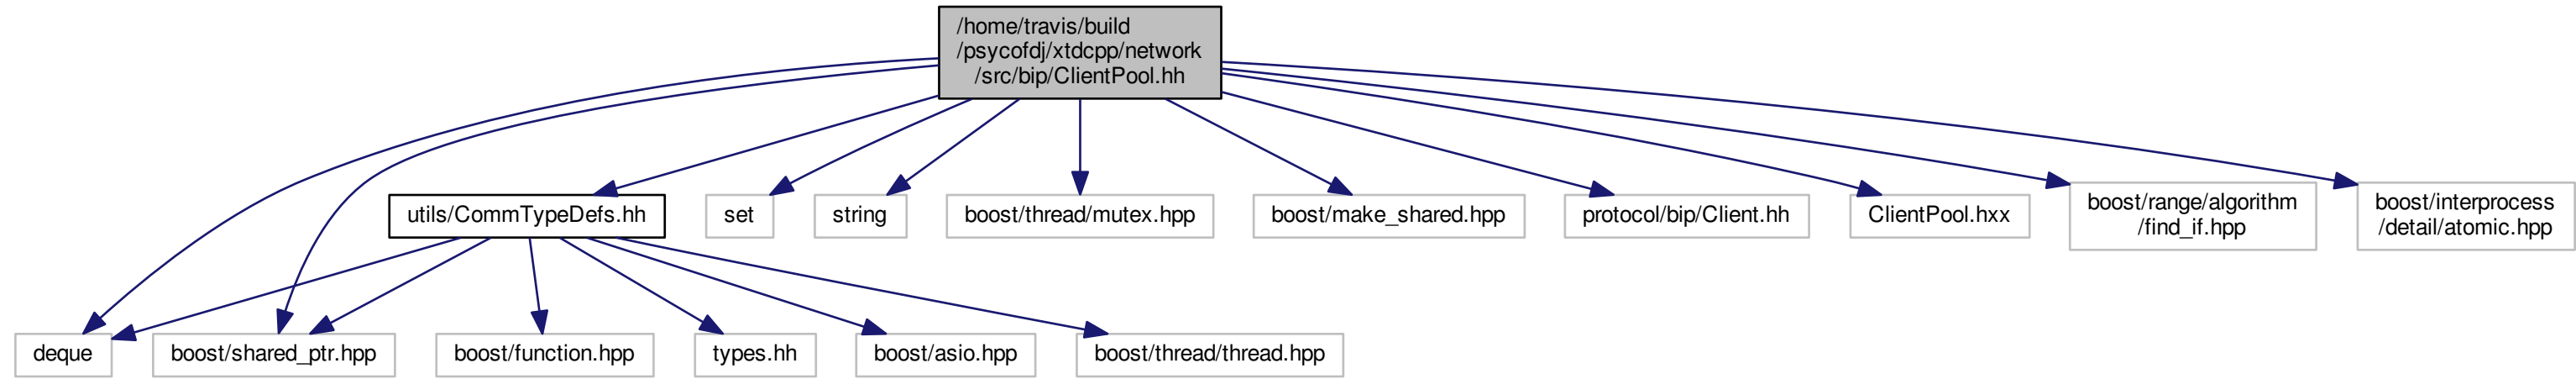 /home/travis/build
/psycofdj/xtdcpp/network
/src/bip/ClientPool.hh
utils/CommTypeDefs.hh
set
string
boost/thread/mutex.hpp
boost/make_shared.hpp
protocol/bip/Client.hh
ClientPool.hxx
boost/range/algorithm
/find_if.hpp
boost/interprocess
/detail/atomic.hpp
deque
boost/shared_ptr.hpp
boost/function.hpp
types.hh
boost/asio.hpp
boost/thread/thread.hpp